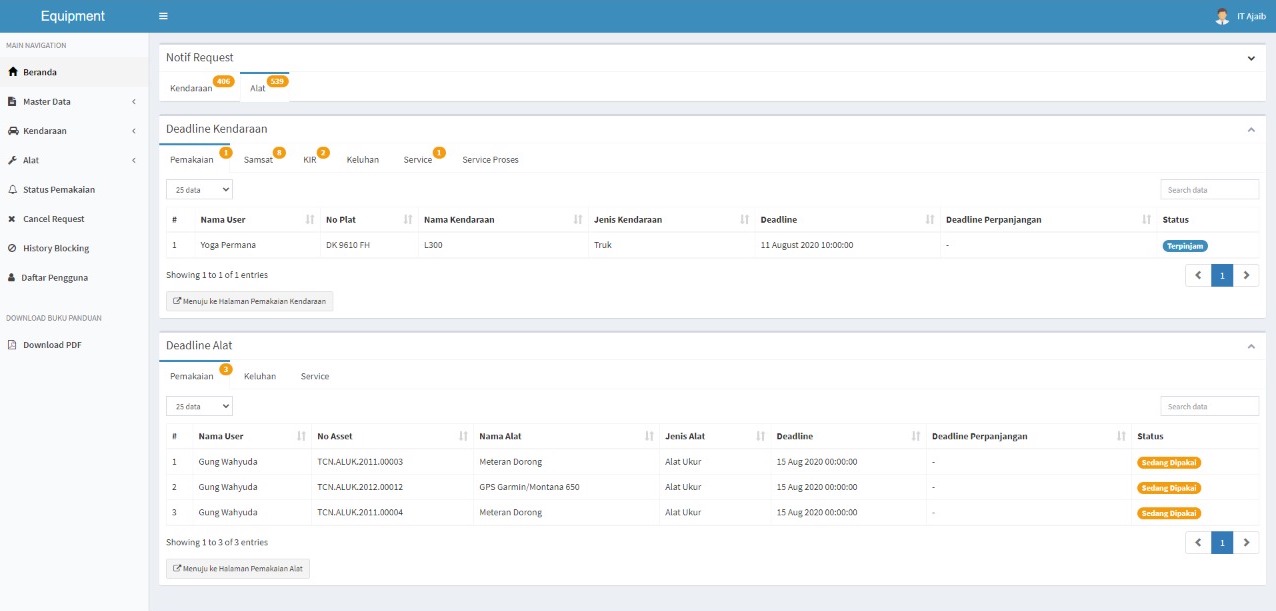 Equipment
IT Ajaib
MAIN NAVIGATION
Beranda
Master Data
Kendaraan
Alat
Status Pemakaian
Cancel Request
History Blocking
Daftar Pengguna
DOWNLOAD BUKU PANDUAN
Download PDF
Notif Request
Kendaraan 406 Alat 539
Deadline Kendaraan
Pemakaian 1 Samsat 8 KIR 2 Keluhan Service 1 Service Proses
25 data Search data
# Nama User No Plat Nama Kendaraan Jenis Kendaraan Deadline Deadline Perpanjangan Status
1 Yoga Permana DK 9610 FH L300 Truk 11 August 2020 10:00:00 - Terpinjam
Showing 1 to 1 of 1 entries
1
Menuju ke Halaman Pemakaian Kendaraan
Deadline Alat
Pemakaian 3 Keluhan Service
25 data Search data
# Nama User No Asset Nama Alat Jenis Alat Deadline Deadline Perpanjangan Status
1 Gung Wahyuda TCN.ALUK.2011.00003 Meteran Dorong Alat Ukur 15 Aug 2020 00:00:00 - Sedang Dipakai
2 Gung Wahyuda TCN.ALUK.2012.00012 GPS Garmin/Montana 650 Alat Ukur 15 Aug 2020 00:00:00 - Sedang Dipakai
3 Gung Wahyuda TCN.ALUK.2011.00004 Meteran Dorong Alat Ukur 15 Aug 2020 00:00:00 - Sedang Dipakai
Showing 1 to 3 of 3 entries
1
Menuju ke Halaman Pemakaian Alat